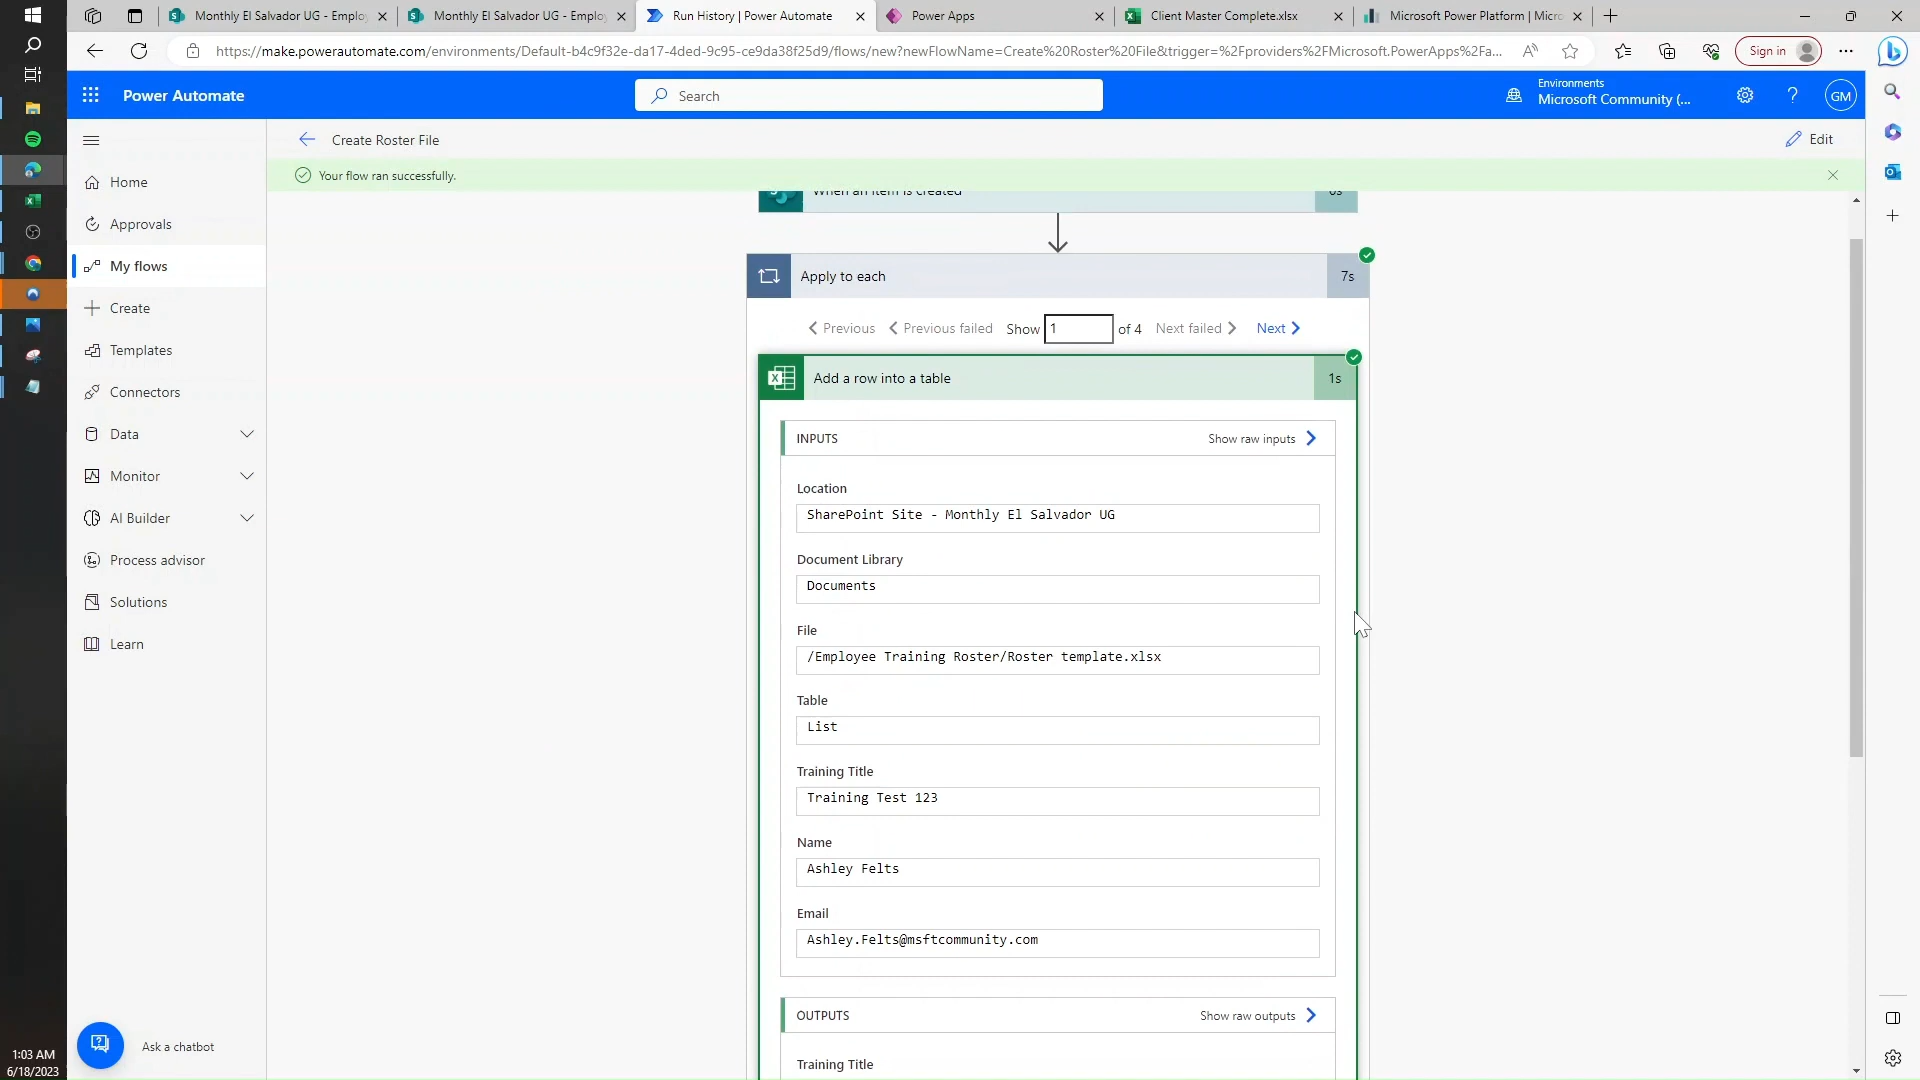 Monthly El Salvador UG - Emplo
Monthly El Salvador UG - Emplo
Run History | Power Automate
Power Apps
Client Master Complete.xlsx
Microsoft Power Platform | Micro
https://make.powerautomate.com/environments/Default-b4c9f32e-da17-4ded-9c95-ce9da38f25d9/flows/new?newFlowName=Create%20Roster%20File&trigger=%2Fproviders%2FMicrosoft.PowerApps%2Fa...
Sign in
Power Automate
Search
Environments
Microsoft Community (...
GM
Create Roster File
Edit
Your flow ran successfully.
Home
Approvals
My flows
Create
Templates
Connectors
Data
Monitor
AI Builder
Process advisor
Solutions
Learn
Ask a chatbot
When an item is created
0s
Apply to each
7s
Previous
Previous failed
Show 1 of 4
Next failed
Next
Add a row into a table
1s
INPUTS
Show raw inputs
Location
SharePoint Site - Monthly El Salvador UG
Document Library
Documents
File
/Employee Training Roster/Roster template.xlsx
Table
List
Training Title
Training Test 123
Name
Ashley Felts
Email
Ashley.Felts@msftcommunity.com
OUTPUTS
Show raw outputs
Training Title
1:03 AM
6/18/2023